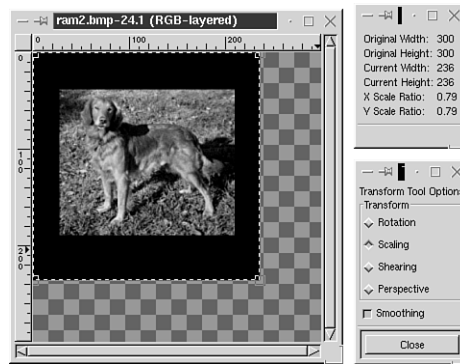 ram2.bmp-24.1 (RGB-layered)
0 100 200
0
100
200
Original Width: 300
Original Height: 300
Current Width: 236
Current Height: 236
X Scale Ratio: 0.79
Y Scale Ratio: 0.79
Transform Tool Option
Transform
Rotation
Scaling
Shearing
Perspective
Smoothing
Close